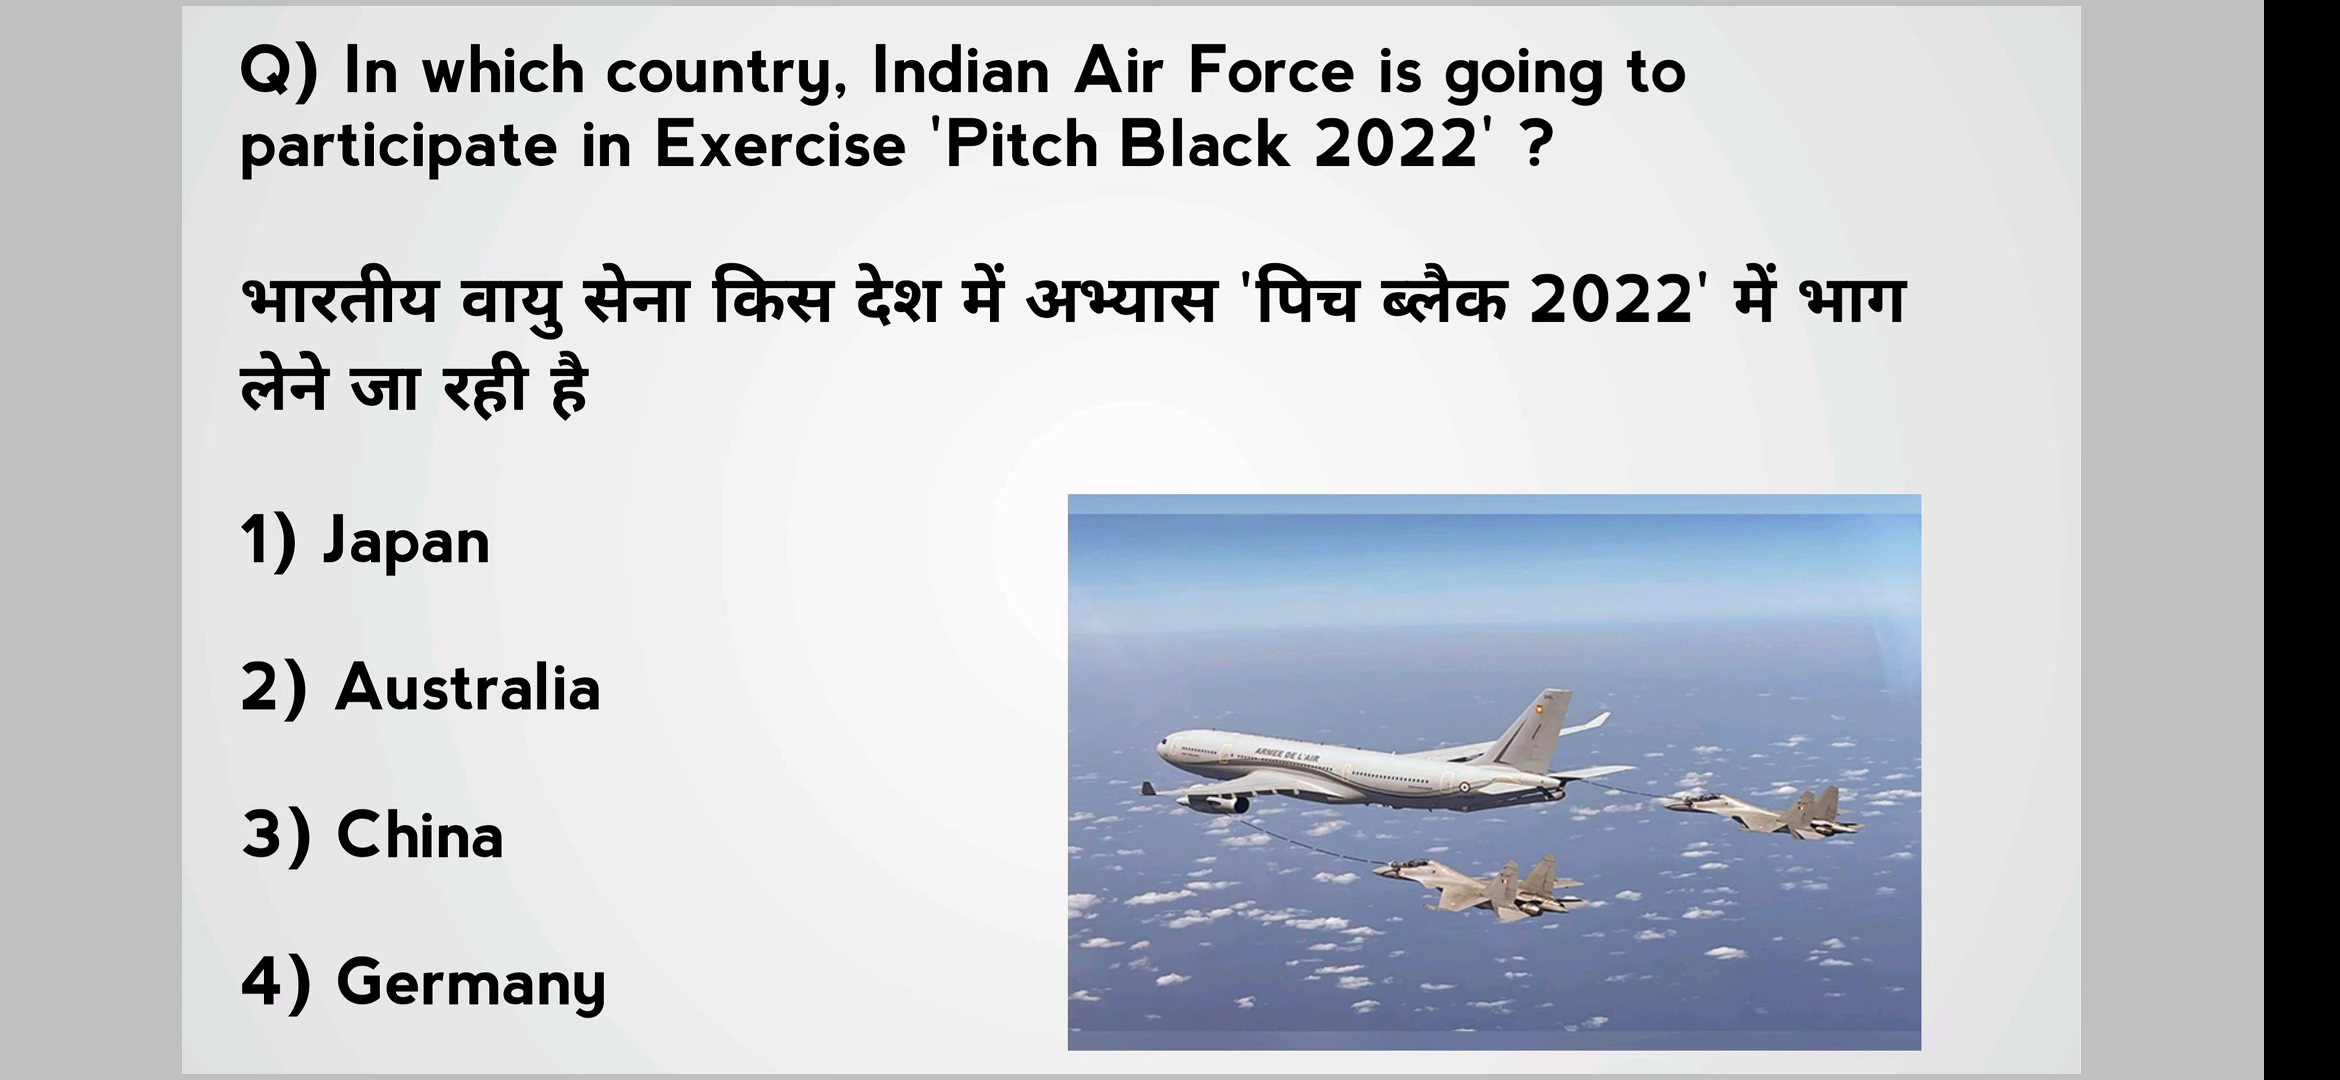 Q) In which country, Indian Air Force is going to
participate in Exercise 'Pitch Black 2022' ?
भारतीय वायु सेना किस देश में अभ्यास 'पिच ब्लैक 2022' में भाग
लेने जा रही है
1) Japan
2) Australia
3) China
4) Germany
ARMEE DE L'AIR